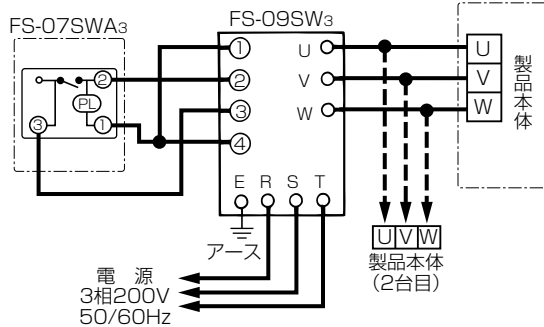 FS-07SWA3
FS-09SW3
② PL ③ ①
① ② ③ ④
U V W
E R S T
アース
U V W
製品本体
U V W
製品本体
（2台目）
電 源
3相200V
50/60Hz